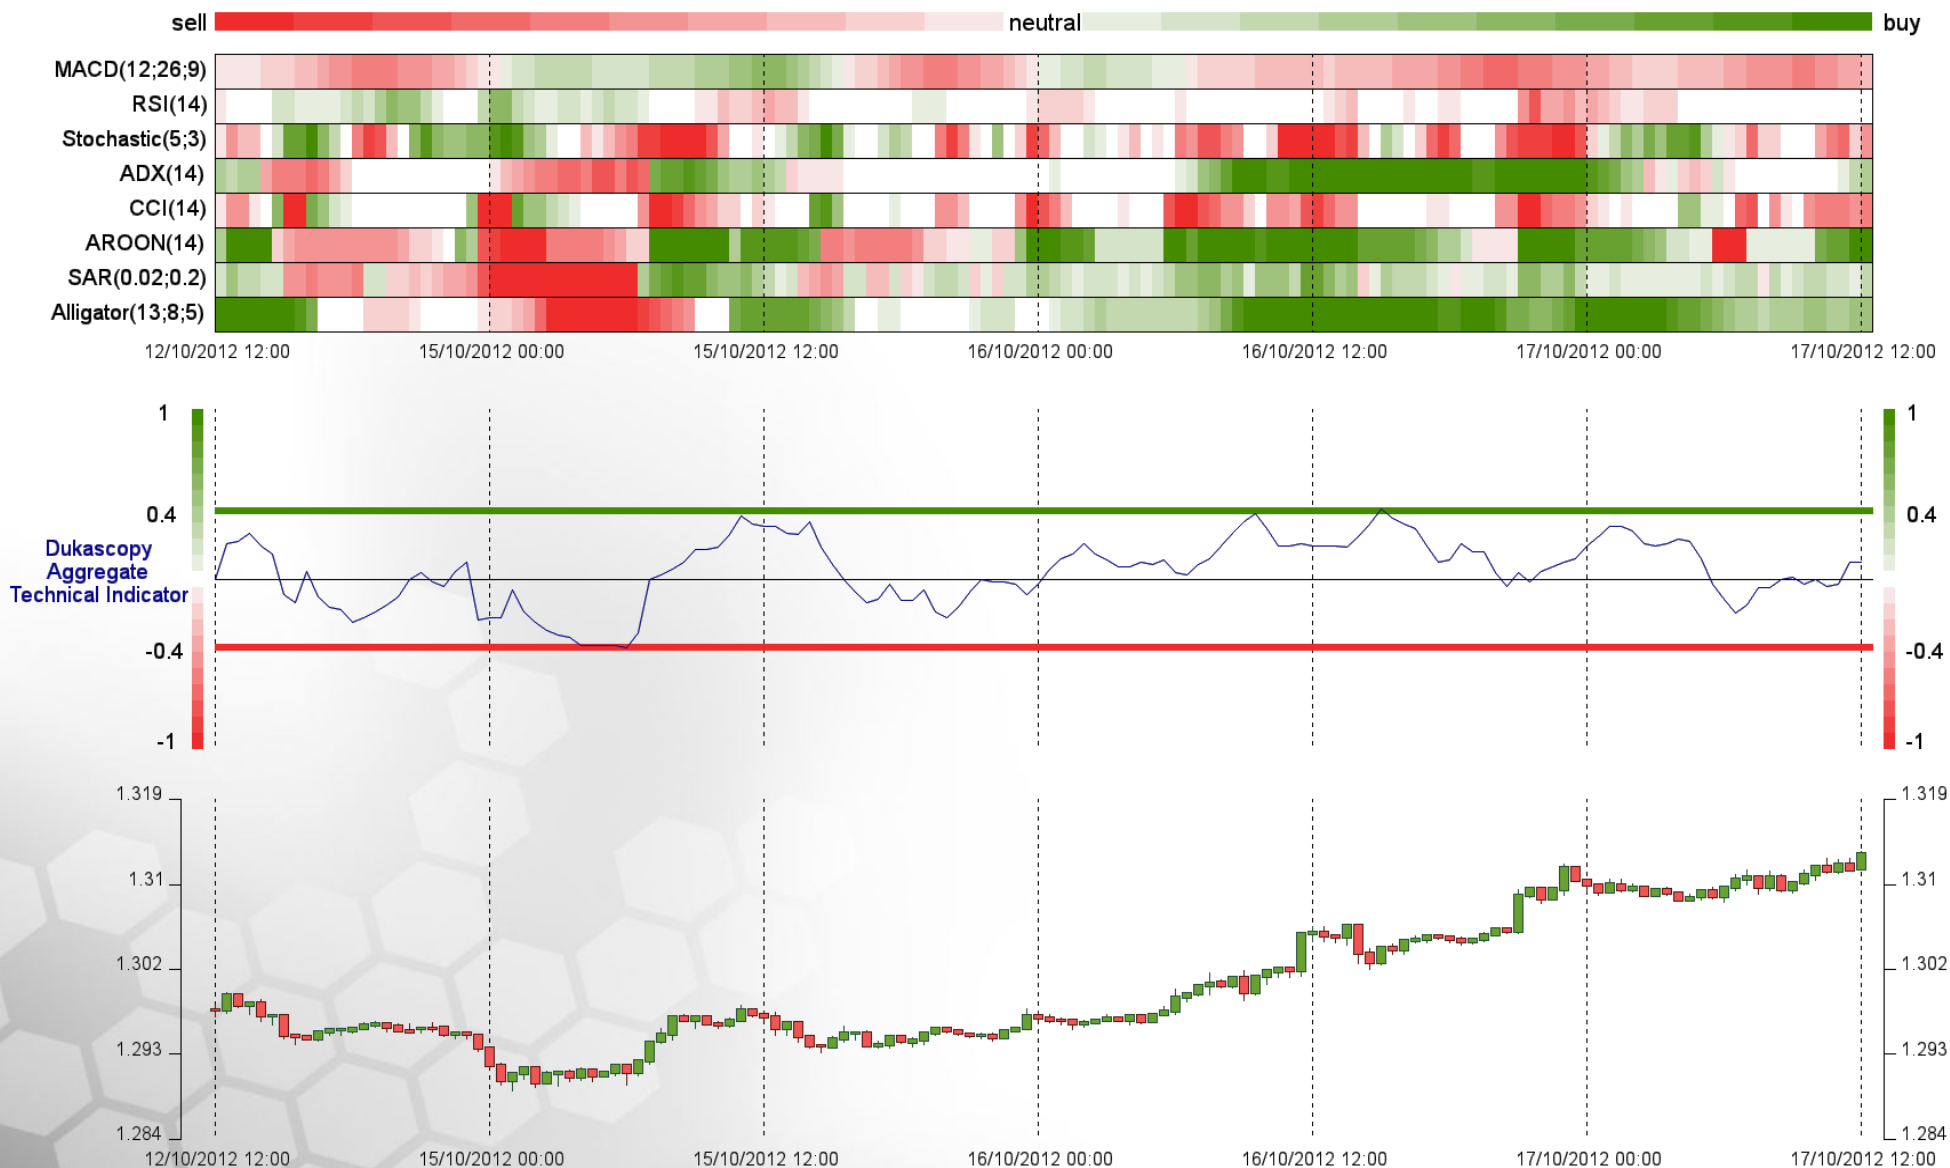 sell neutral buy
MACD(12;26;9)
RSI(14)
Stochastic(5;3)
ADX(14)
CCI(14)
AROON(14)
SAR(0.02;0.2)
Alligator(13;8;5)
12/10/2012 12:00 15/10/2012 00:00 15/10/2012 12:00 16/10/2012 00:00 16/10/2012 12:00 17/10/2012 00:00 17/10/2012 12:00
1 1
0.4 0.4
Dukascopy
Aggregate
Technical Indicator
-0.4 -0.4
-1 -1
1.319 1.319
1.31 1.31
1.302 1.302
1.293 1.293
1.284 1.284
12/10/2012 12:00 15/10/2012 00:00 15/10/2012 12:00 16/10/2012 00:00 16/10/2012 12:00 17/10/2012 00:00 17/10/2012 12:00